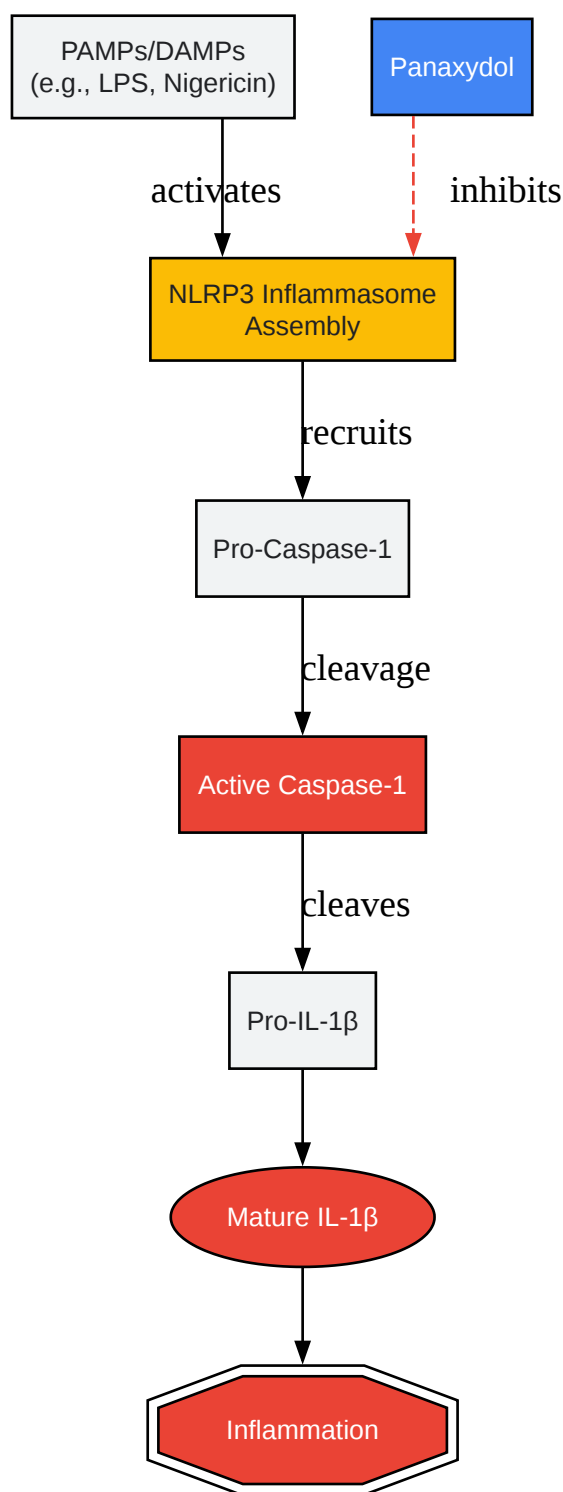 PAMPs/DAMPs
(e.g., LPS, Nigericin)
Panaxydol
activates
inhibits
NLRP3 Inflammasome
Assembly
recruits
Pro-Caspase-1
cleavage
Active Caspase-1
cleaves
Pro-IL-1β
Mature IL-1β
Inflammation